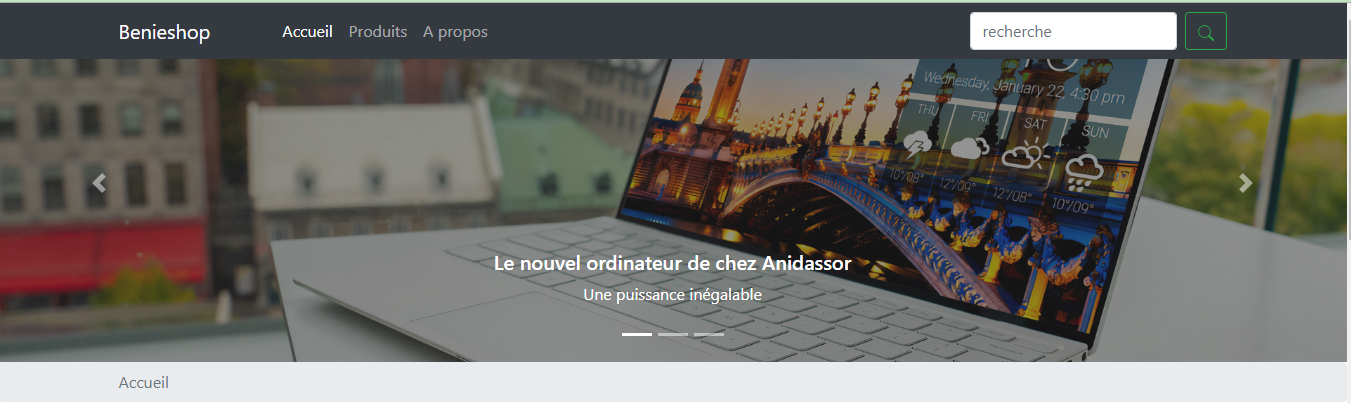 Benieshop
Accueil Produits A propos
recherche
Wednesday, January 22, 4:30 pm
THU FRI SAT SUN
10°/09° 12°/09° 12°/08° 10°/09°
Le nouvel ordinateur de chez Anidassor
Une puissance inégalable
Accueil